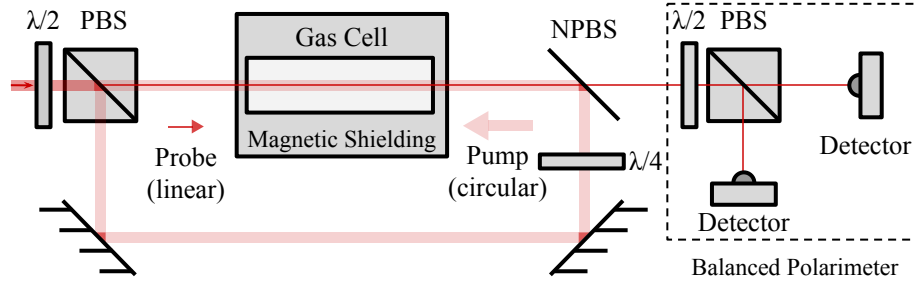 λ/2
PBS
Gas Cell
Magnetic Shielding
Probe
(linear)
Pump
(circular)
NPBS
λ/4
λ/2
PBS
Detector
Detector
Balanced Polarimeter